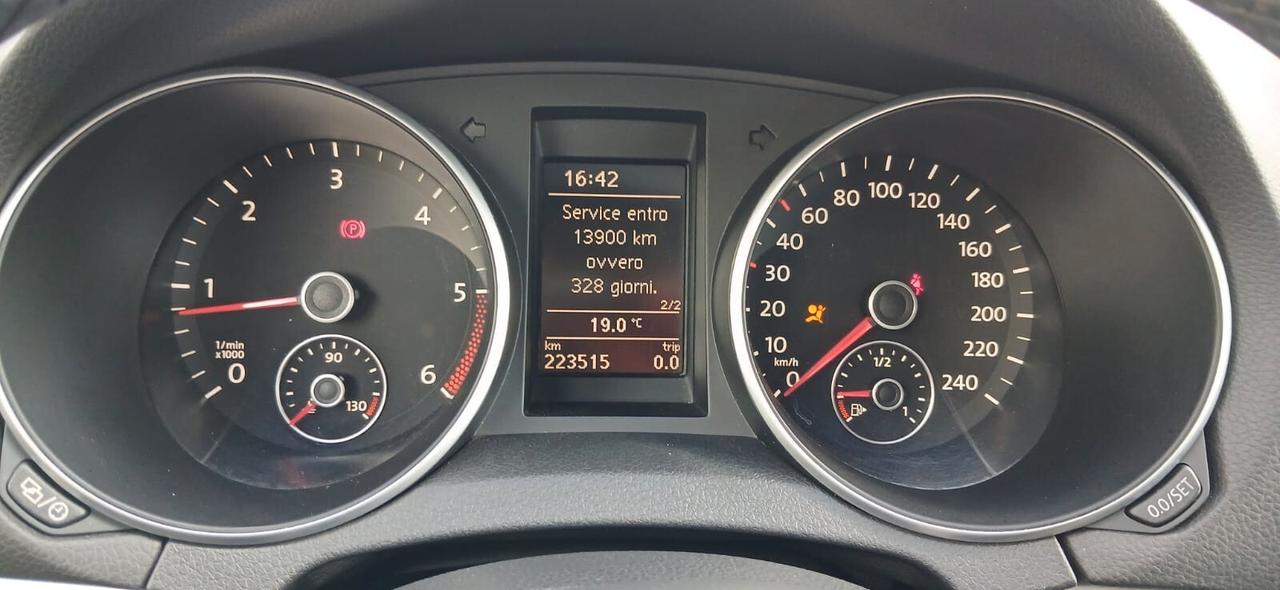 0
1
2
3
4
5
6
1/min
x1000
90
130
(P)
16:42
Service entro
13900 km
ovvero
328 giorni.
2/2
19.0 °C
km trip
223515 0.0
0
10
20
30
40
60
80
100
120
140
160
180
200
220
240
km/h
1/2
1
0.0/SET